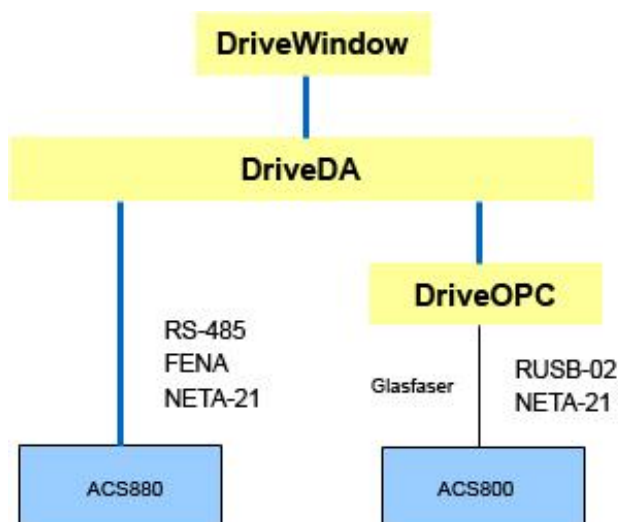 DriveWindow
DriveDA
DriveOPC
RS-485
FENA
NETA-21
Glasfaser
RUSB-02
NETA-21
ACS880
ACS800